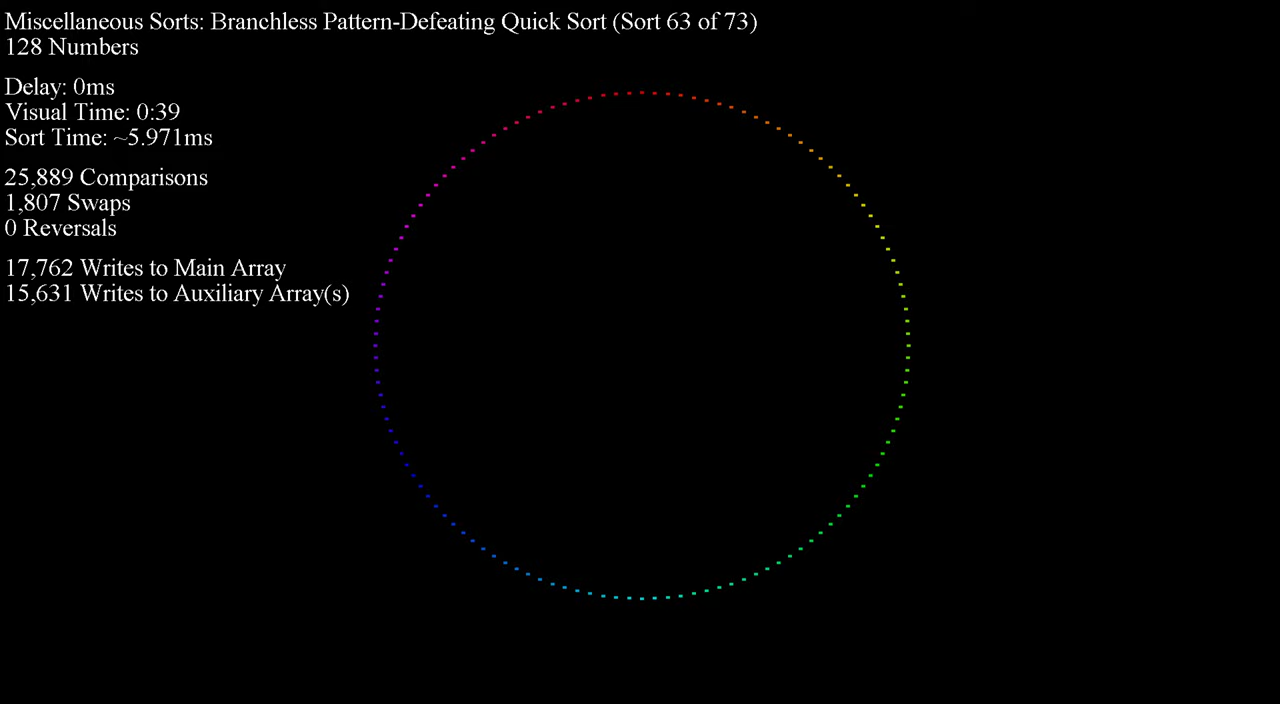 Miscellaneous Sorts: Branchless Pattern-Defeating Quick Sort (Sort 63 of 73)
128 Numbers
Delay: 0ms
Visual Time: 0:39
Sort Time: ~5.971ms
25,889 Comparisons
1,807 Swaps
0 Reversals
17,762 Writes to Main Array
15,631 Writes to Auxiliary Array(s)